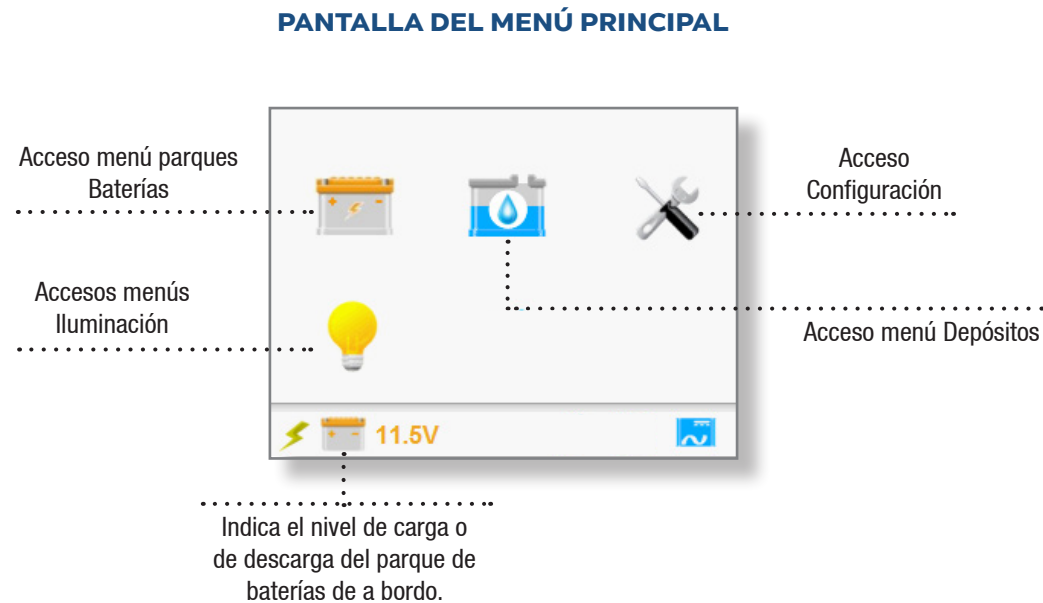 PANTALLA DEL MENÚ PRINCIPAL
Acceso menú parques
Baterías
Acceso
Configuración
Accesos menús
Iluminación
Acceso menú Depósitos
11.5V
Indica el nivel de carga o
de descarga del parque de
baterías de a bordo.